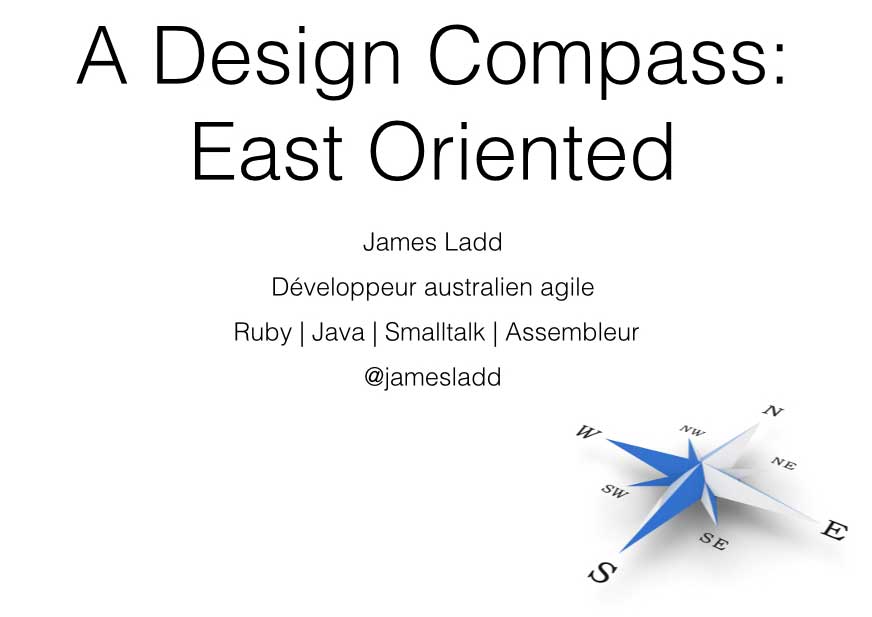 A Design Compass:
East Oriented
James Ladd
Développeur australien agile
Ruby | Java | Smalltalk | Assembleur
@jamesladd
N
NW
W
NE
SW
E
SE
S